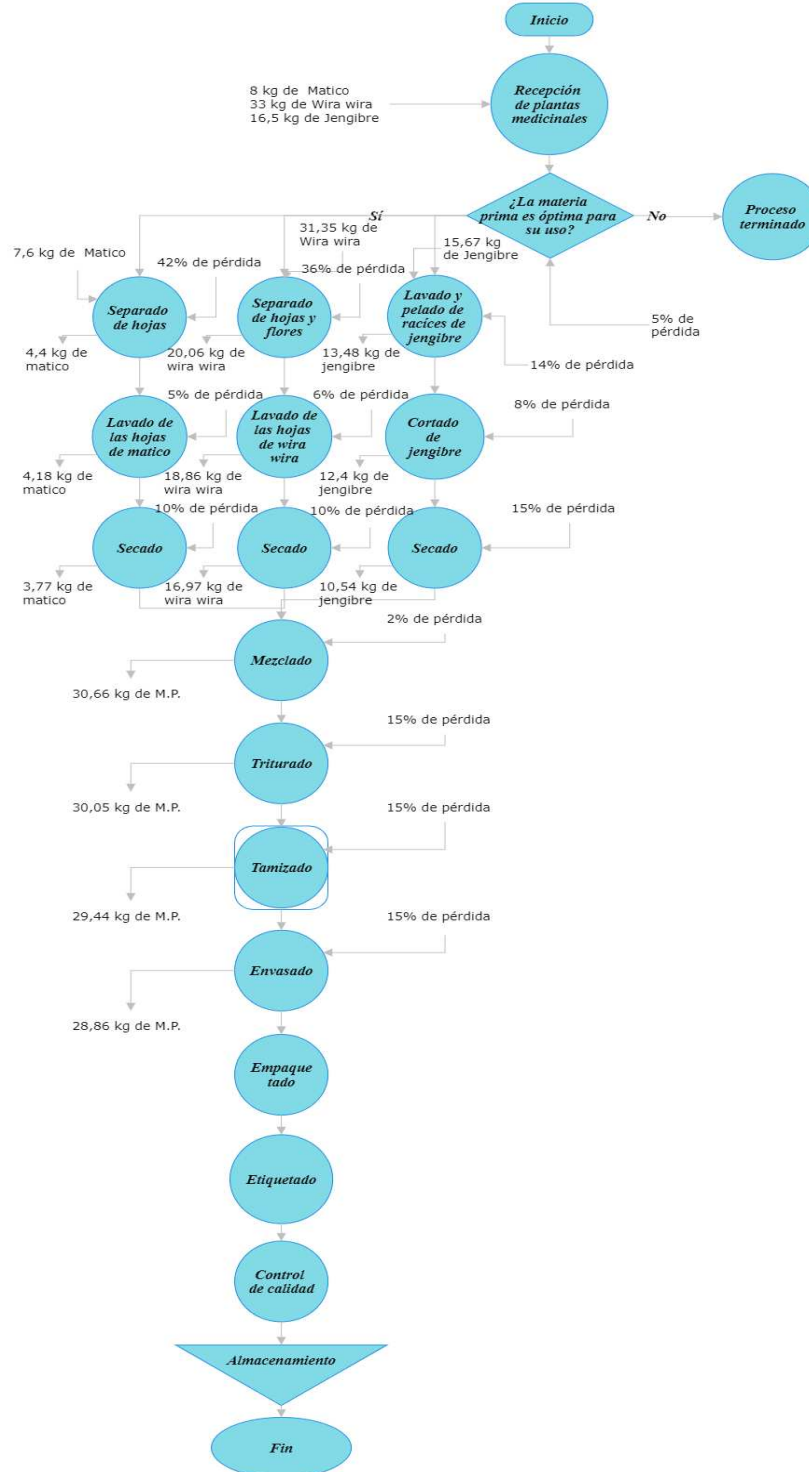 Inicio
8 kg de Matico
33 kg de Wira wira
16,5 kg de Jengibre
Recepción
de plantas
medicinales
¿La materia
prima es óptima para
su uso?
Sí
No
Proceso
terminado
7,6 kg de Matico
42% de pérdida
31,35 kg de
Wira wira
36% de pérdida
15,67 kg
de Jengibre
5% de
pérdida
Separado
de hojas
Separado
de hojas y
flores
Lavado y
pelado de
racíces de
jengibre
4,4 kg de
matico
20,06 kg de
wira wira
13,48 kg de
jengibre
14% de pérdida
5% de pérdida
6% de pérdida
8% de pérdida
Lavado de
las hojas
de matico
Lavado de
las hojas
de wira
wira
Cortado
de
jengibre
4,18 kg de
matico
18,86 kg de
wira wira
12,4 kg de
jengibre
10% de pérdida
10% de pérdida
15% de pérdida
Secado
Secado
Secado
3,77 kg de
matico
16,97 kg de
wira wira
10,54 kg de
jengibre
2% de pérdida
Mezclado
30,66 kg de M.P.
15% de pérdida
Triturado
30,05 kg de M.P.
15% de pérdida
Tamizado
29,44 kg de M.P.
15% de pérdida
Envasado
28,86 kg de M.P.
Empaque
tado
Etiquetado
Control
de calidad
Almacenamiento
Fin